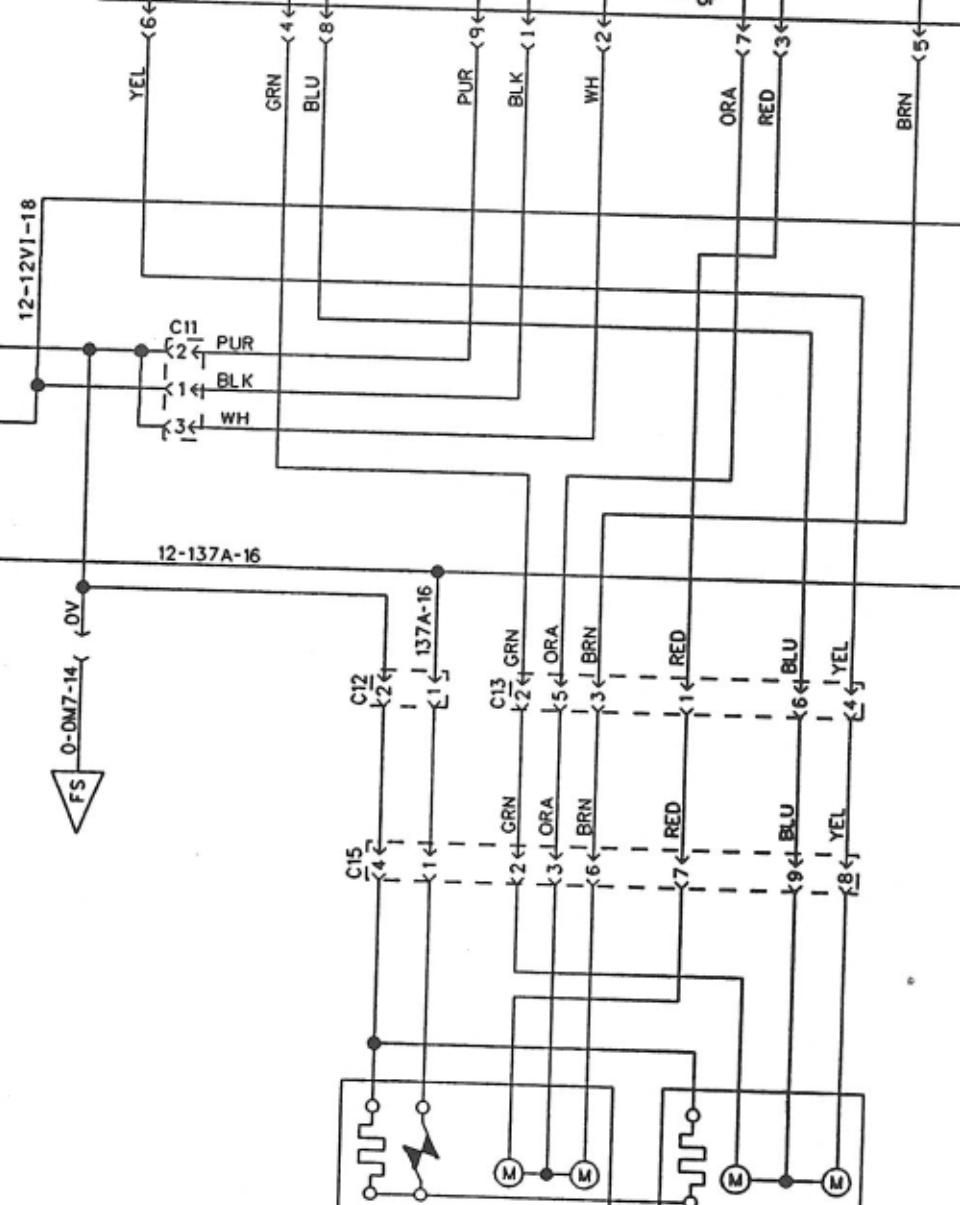 6 4 8 9 1 2 7 3 5
YEL GRN BLU PUR BLK WH ORA RED BRN
12-12VI-18
C11
2 PUR
1 BLK
3 WH
12-137A-16
0V
137A-16
GRN ORA BRN RED BLU YEL
C12 2 1
C13 2 5 3 1 6 4
0-0M7-14
FS
GRN ORA BRN RED BLU YEL
C15 4 1 2 3 6 7 9 8
M M M M